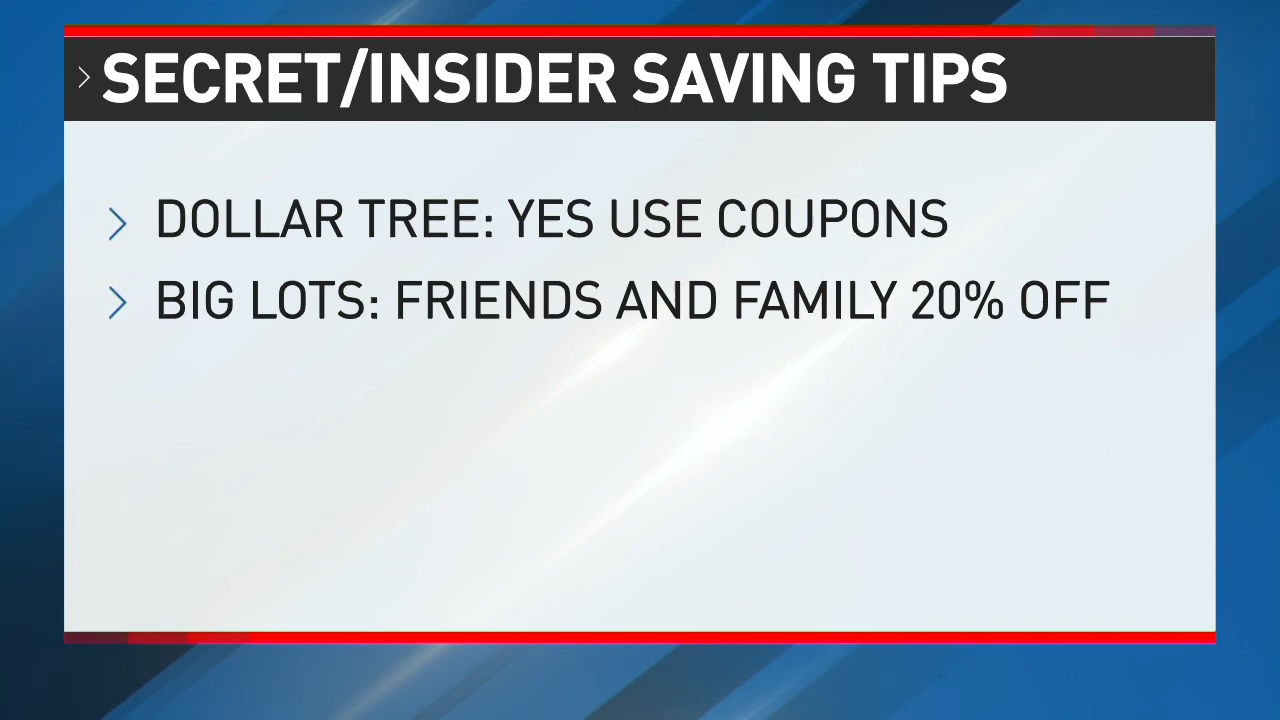 SECRET/INSIDER SAVING TIPS
DOLLAR TREE: YES USE COUPONS
BIG LOTS: FRIENDS AND FAMILY 20% OFF